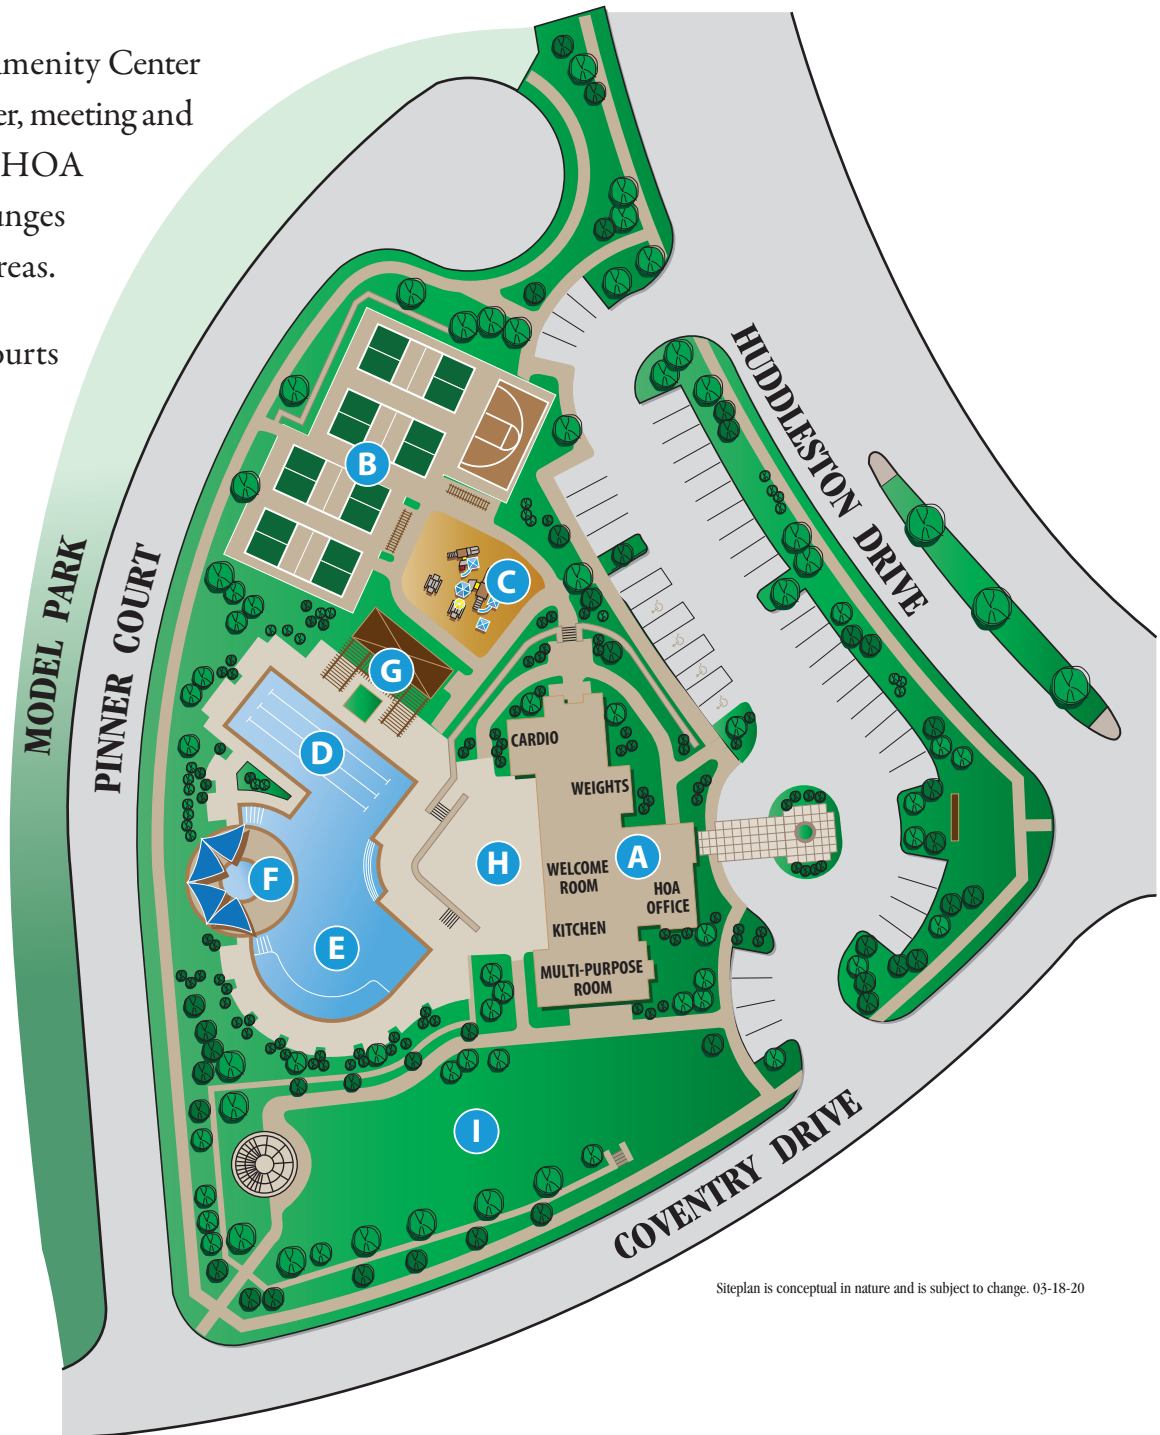 menity Center
er, meeting and
HOA
nges
reas.
ourts
HUDDLESTON DRIVE
MODEL PARK
PINNER COURT
B
C
G
D
CARDIO
WEIGHTS
F
H
WELCOME
ROOM
A
HOA
OFFICE
E
KITCHEN
MULTI-PURPOSE
ROOM
I
COVENTRY DRIVE
Siteplan is conceptual in nature and is subject to change. 03-18-20